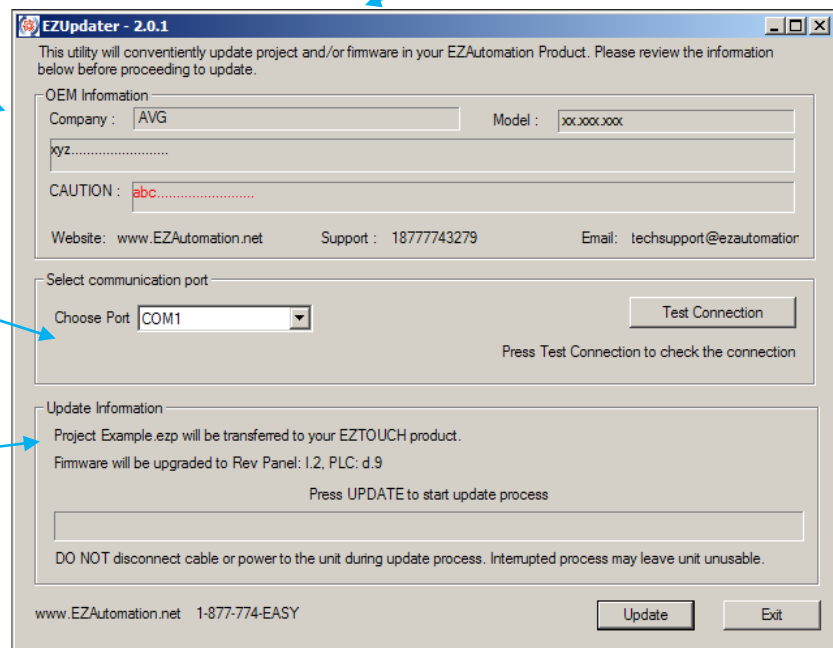 EZUpdater - 2.0.1
This utility will conventiently update project and/or firmware in your EZAutomation Product. Please review the information
below before proceeding to update.
OEM Information
Company : AVG Model : xx.xxx.xxx
xyz.........................
CAUTION : abc.........................
Website: www.EZAutomation.net Support : 18777743279 Email: techsupport@ezautomation
Select communication port
Choose Port COM1 Test Connection
Press Test Connection to check the connection
Update Information
Project Example.ezp will be transferred to your EZTOUCH product.
Firmware will be upgraded to Rev Panel: I.2, PLC: d.9
Press UPDATE to start update process
DO NOT disconnect cable or power to the unit during update process. Interrupted process may leave unit unusable.
www.EZAutomation.net 1-877-774-EASY Update Exit